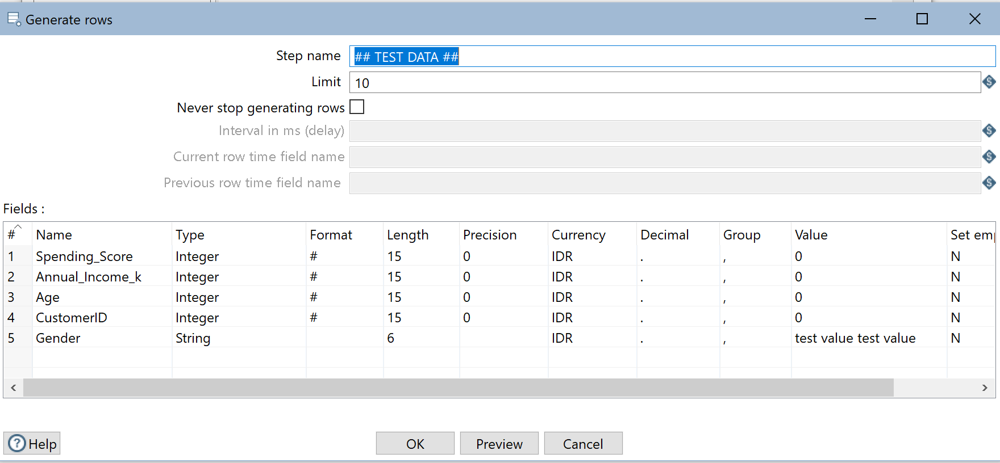 Generate rows
Step name ## TEST DATA ##
Limit 10
Never stop generating rows
Interval in ms (delay)
Current row time field name
Previous row time field name
Fields :
# Name Type Format Length Precision Currency Decimal Group Value Set em
1 Spending_Score Integer # 15 0 IDR . , 0 N
2 Annual_Income_k Integer # 15 0 IDR . , 0 N
3 Age Integer # 15 0 IDR . , 0 N
4 CustomerID Integer # 15 0 IDR . , 0 N
5 Gender String 6 IDR . , test value test value N
? Help OK Preview Cancel